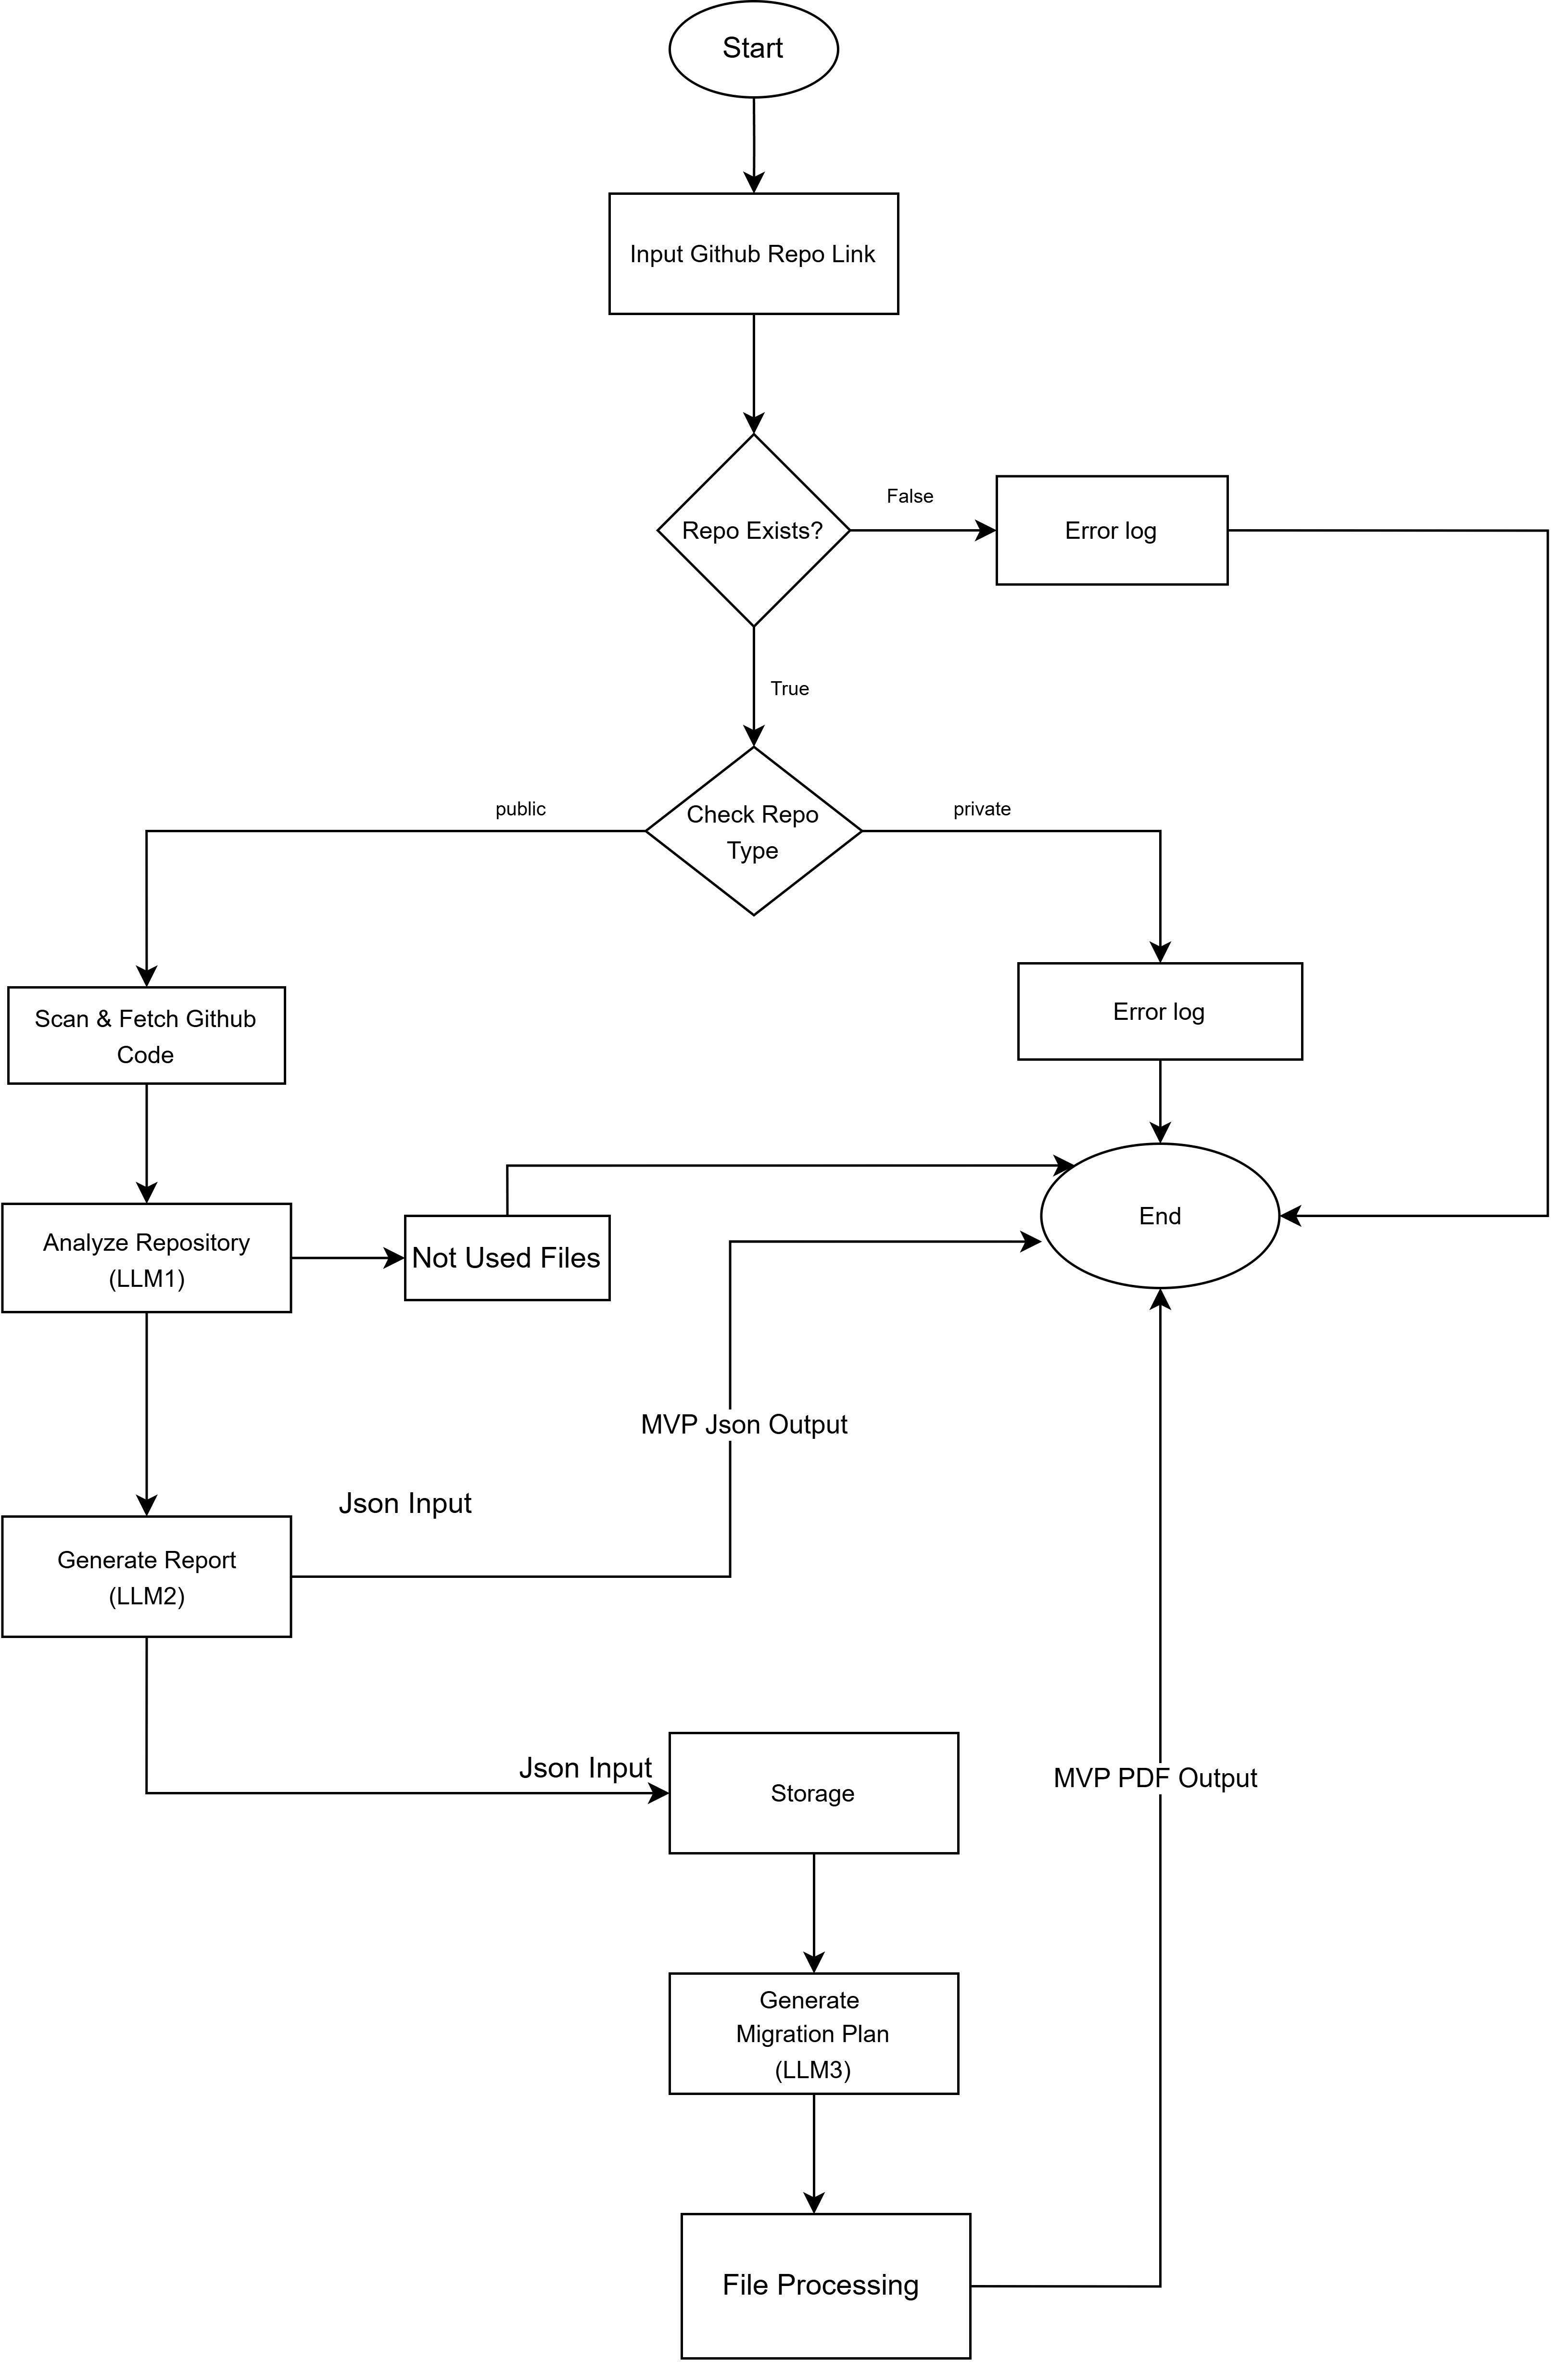 Start
Input Github Repo Link
Repo Exists?
False
Error log
True
public
Check Repo
Type
private
Scan & Fetch Github
Code
Error log
Analyze Repository
(LLM1)
Not Used Files
End
MVP Json Output
Json Input
Generate Report
(LLM2)
Json Input
Storage
MVP PDF Output
Generate
Migration Plan
(LLM3)
File Processing